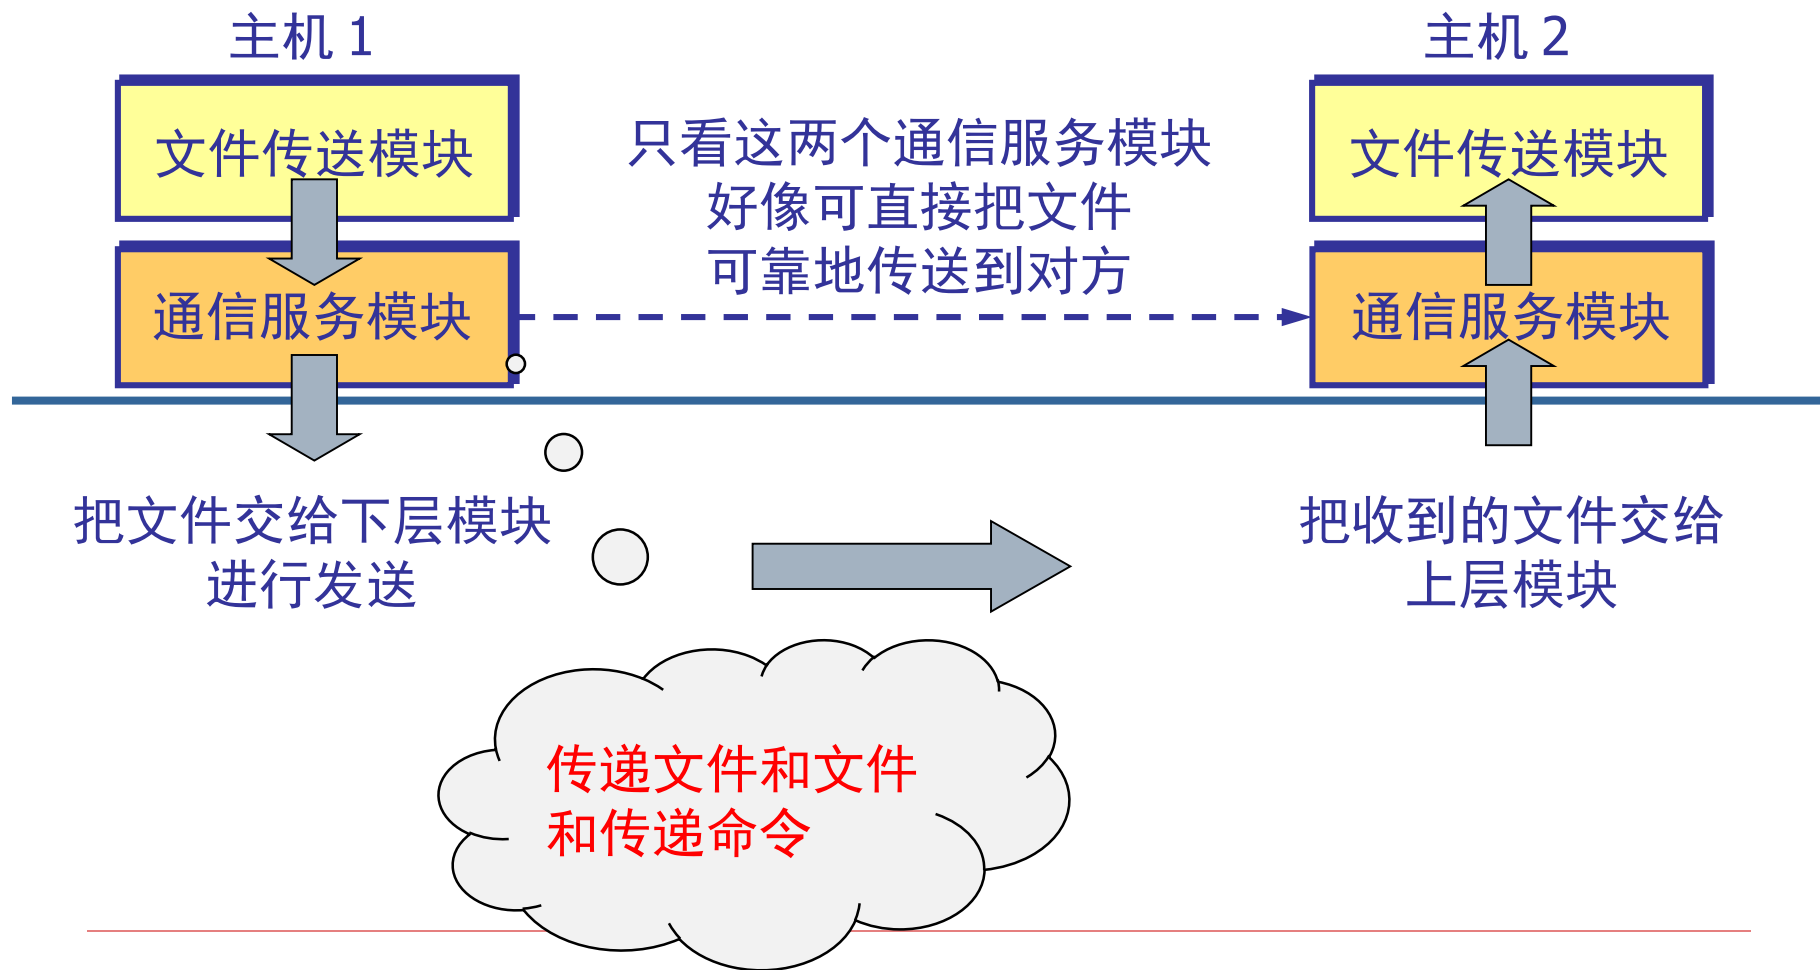 主机 1
主机 2
文件传送模块
只看这两个通信服务模块
好像可直接把文件
可靠地传送到对方
文件传送模块
通信服务模块
通信服务模块
把文件交给下层模块
进行发送
把收到的文件交给
上层模块
传递文件和文件
和传递命令